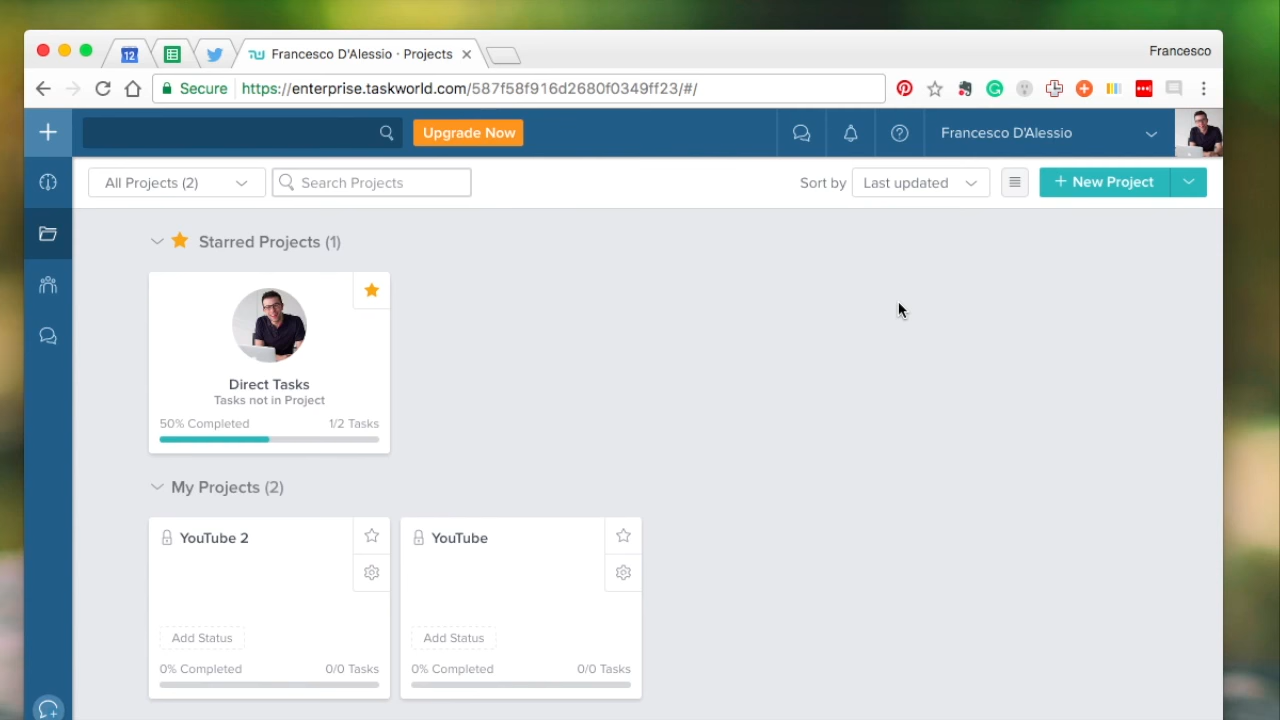 12
Francesco D'Alessio · Projects
Francesco
Secure
https://enterprise.taskworld.com/587f58f916d2680f0349ff23/#/
Upgrade Now
Francesco D'Alessio
All Projects (2)
Search Projects
Sort by
Last updated
+ New Project
Starred Projects (1)
Direct Tasks
Tasks not in Project
50% Completed
1/2 Tasks
My Projects (2)
YouTube 2
YouTube
Add Status
Add Status
0% Completed
0/0 Tasks
0% Completed
0/0 Tasks